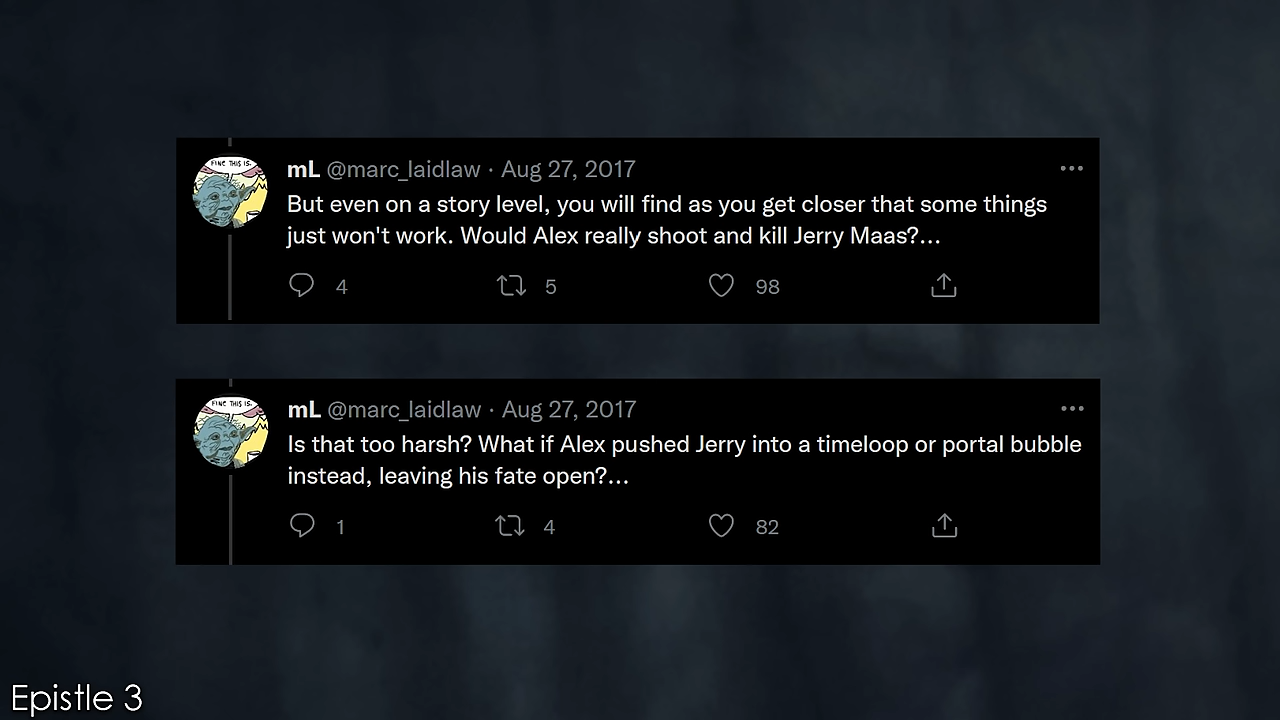 FINE THIS IS.
mL @marc_laidlaw · Aug 27, 2017
But even on a story level, you will find as you get closer that some things
just won't work. Would Alex really shoot and kill Jerry Maas?...
4 5 98
FINE THIS IS.
mL @marc_laidlaw · Aug 27, 2017
Is that too harsh? What if Alex pushed Jerry into a timeloop or portal bubble
instead, leaving his fate open?...
1 4 82
Epistle 3